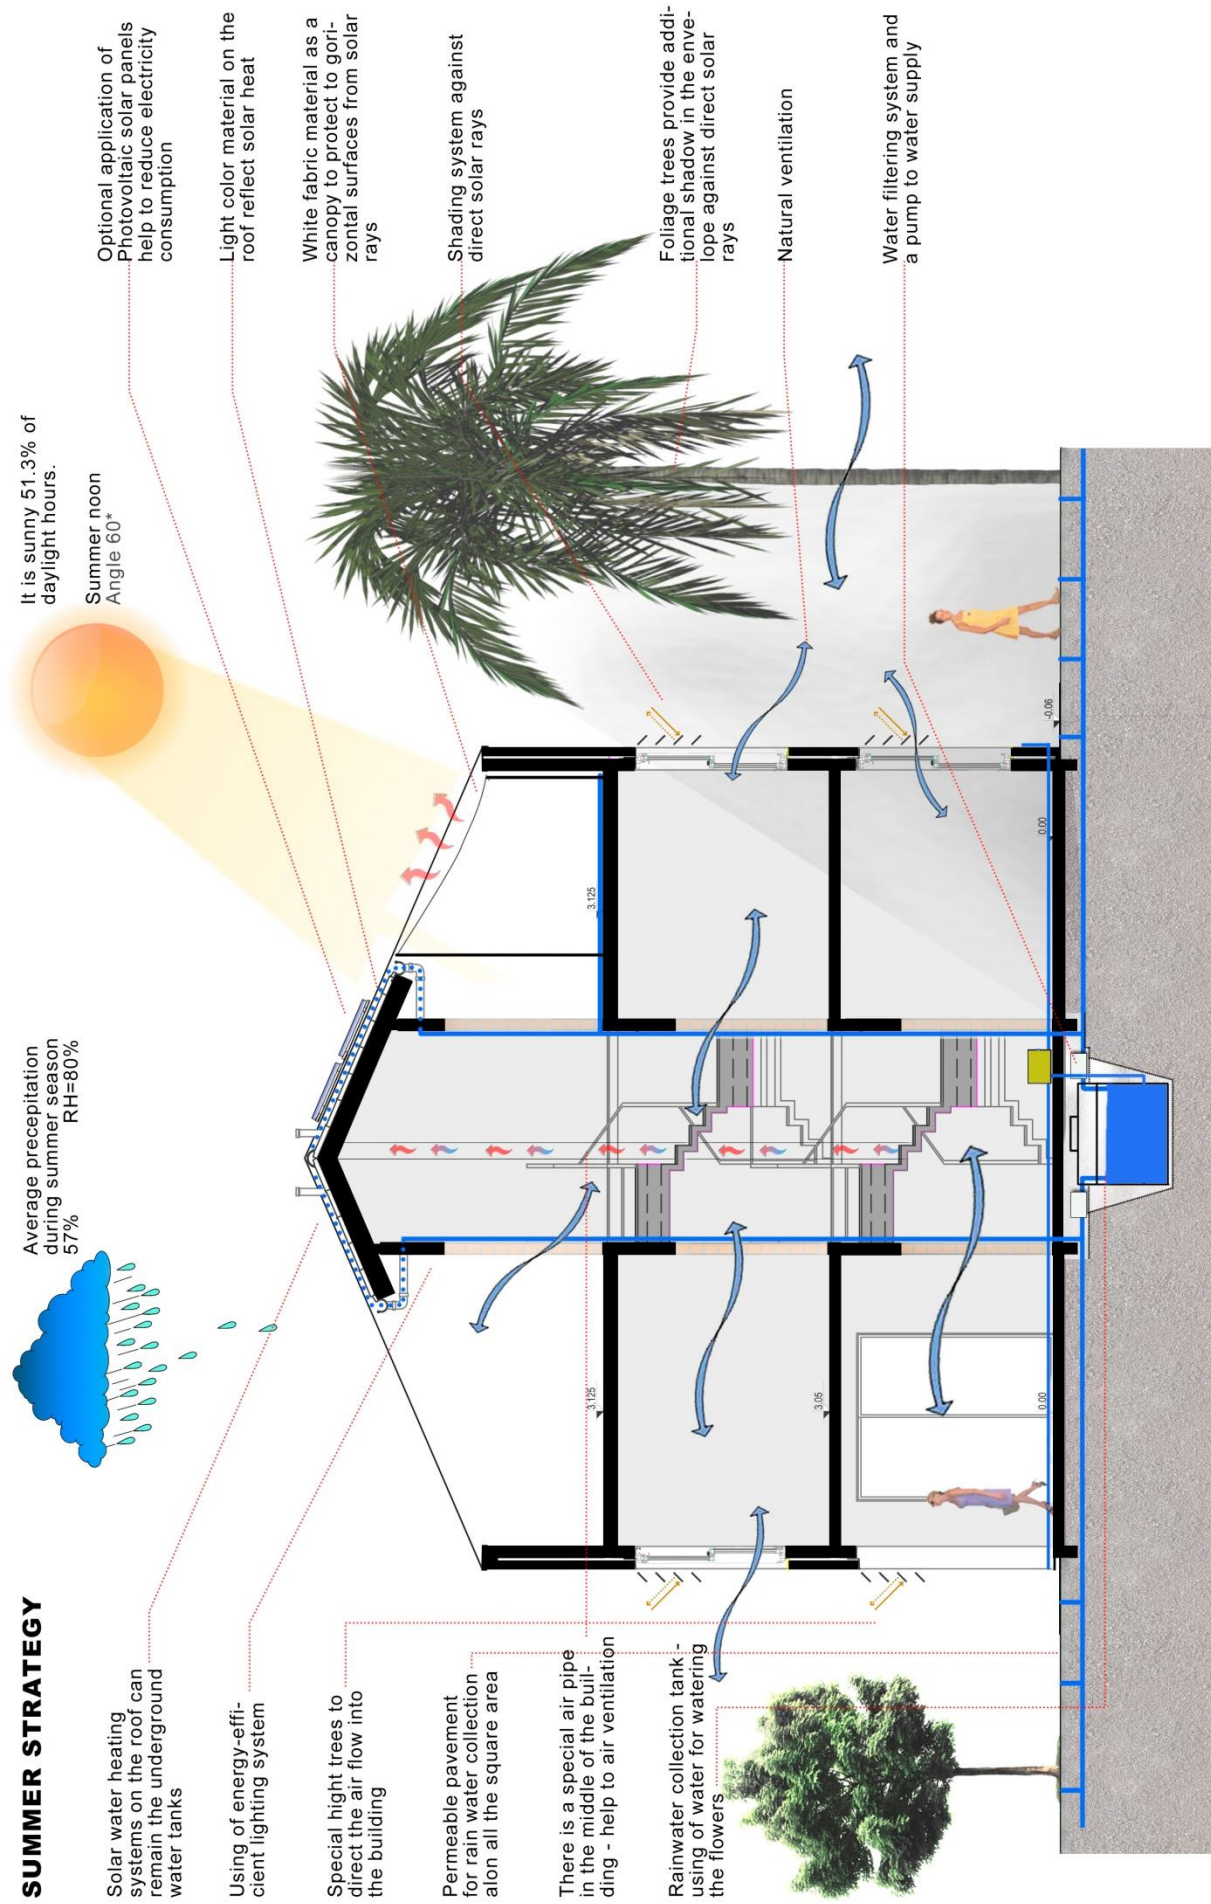 SUMMER STRATEGY
Average precepitation
during summer season
57%      RH=80%
It is sunny 51.3% of
daylight hours.
Summer noon
Angle 60*
Solar water heating
systems on the roof can
remain the underground
water tanks
Using of energy-effi-
cient lighting system
Special hight trees to
direct the air flow into
the building
Permeable pavement
for rain water collection
alon all the square area
There is a special air pipe
in the middle of the buil-
ding - help to air ventilation
Rainwater collection tank -
using of water for watering
the flowers
Optional application of
Photovoltaic solar panels
help to reduce electricity
consumption
Light color material on the
roof reflect solar heat
White fabric material as a
canopy to protect to gori-
zontal surfaces from solar
rays
Shading system against
direct solar rays
Foliage trees provide addi-
tional shadow in the enve-
lope against direct solar
rays
Natural ventilation
Water filtering system and
a pump to water supply
3.125
3.125
3.05
0.00
0.00
-0.06